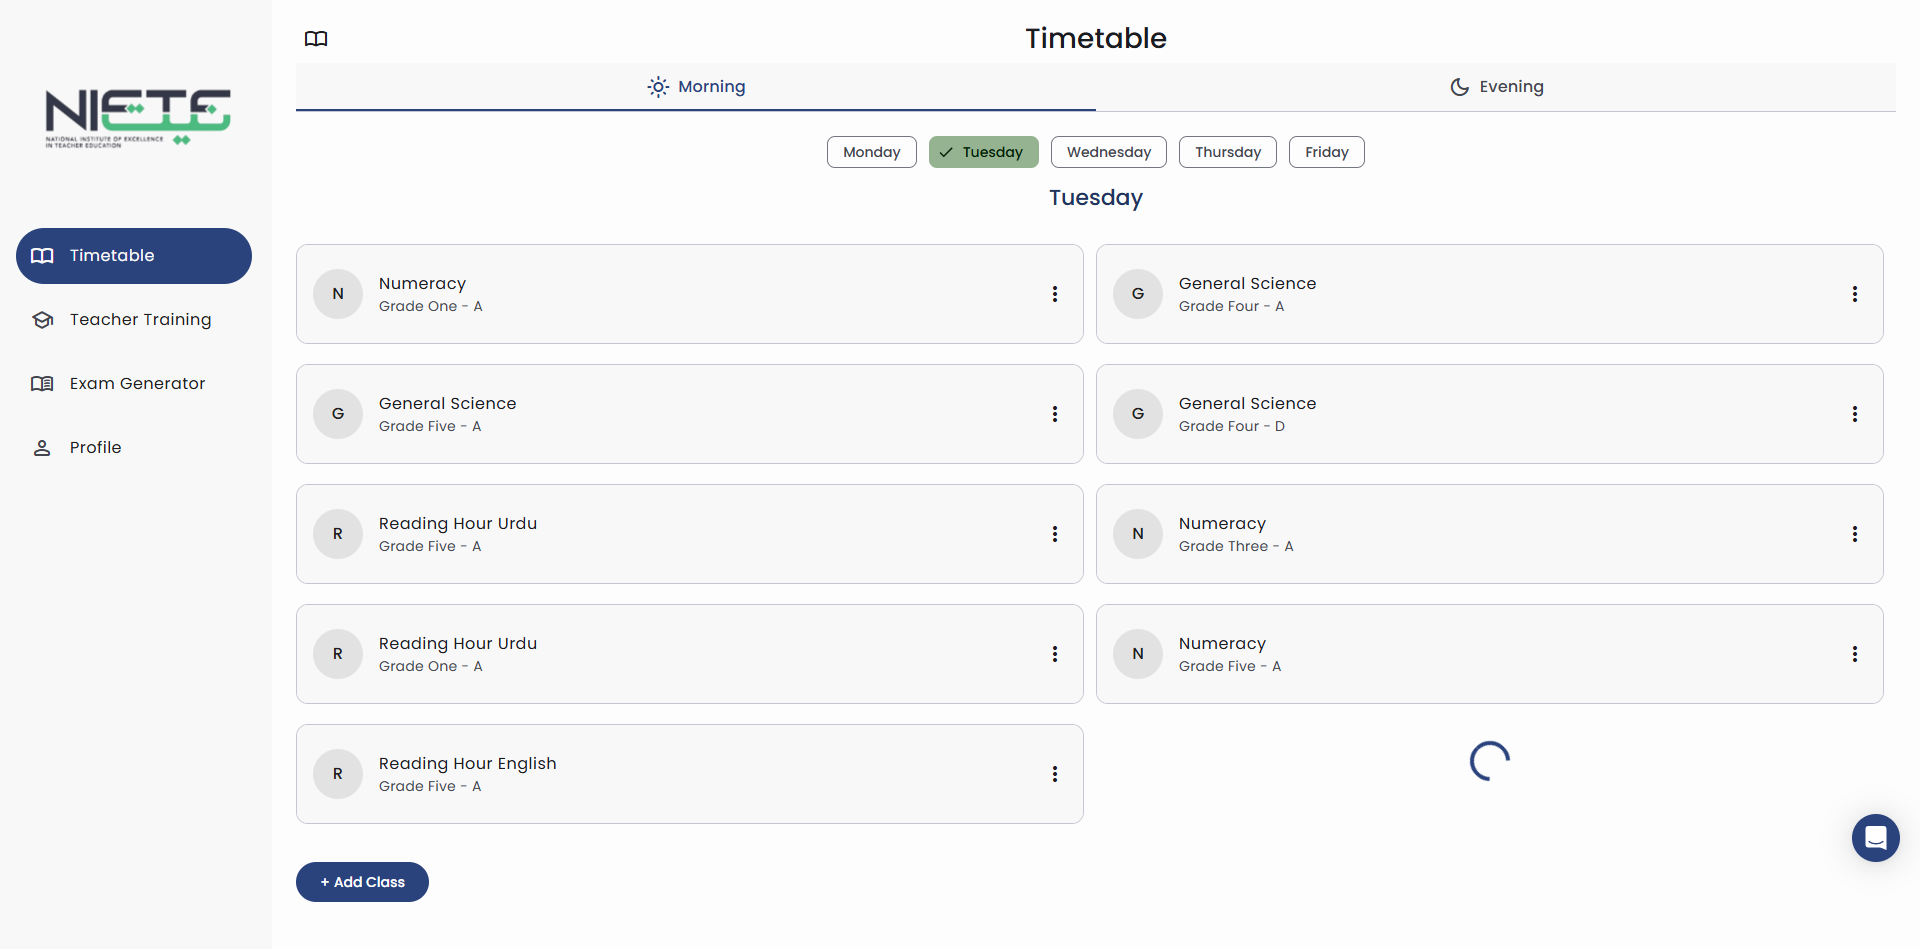 NIETE
NATIONAL INSTITUTE OF EXCELLENCE
IN TEACHER EDUCATION
Timetable
Teacher Training
Exam Generator
Profile
Timetable
Morning
Evening
Monday
Tuesday
Wednesday
Thursday
Friday
Tuesday
N
Numeracy
Grade One - A
G
General Science
Grade Four - A
G
General Science
Grade Five - A
G
General Science
Grade Four - D
R
Reading Hour Urdu
Grade Five - A
N
Numeracy
Grade Three - A
R
Reading Hour Urdu
Grade One - A
N
Numeracy
Grade Five - A
R
Reading Hour English
Grade Five - A
+ Add Class